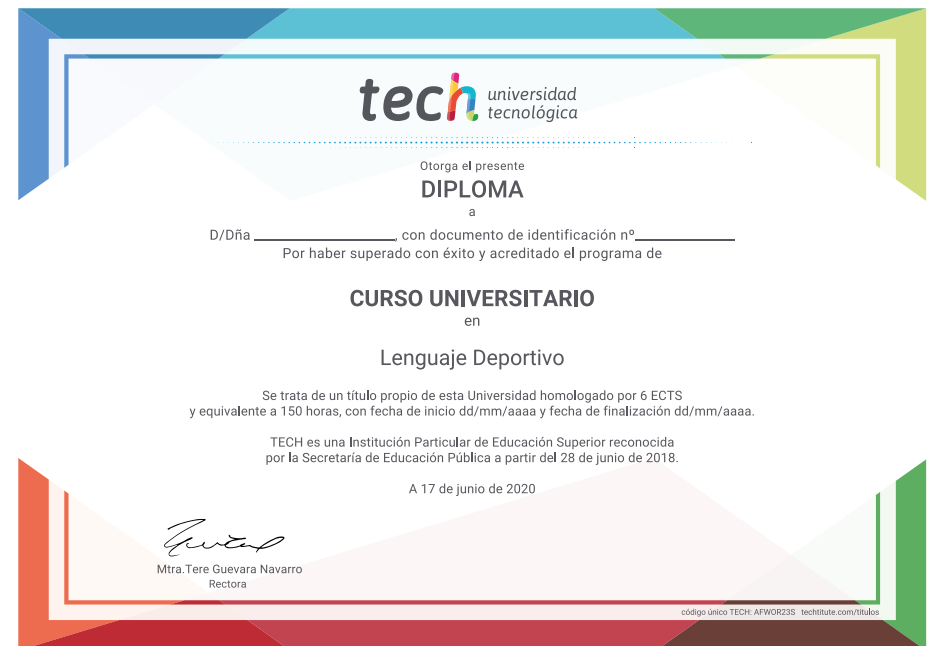 tech universidad
tecnológica
Otorga el presente
DIPLOMA
a
D/Dña ____________________, con documento de identificación nº______________
Por haber superado con éxito y acreditado el programa de
CURSO UNIVERSITARIO
en
Lenguaje Deportivo
Se trata de un título propio de esta Universidad homologado por 6 ECTS
y equivalente a 150 horas, con fecha de inicio dd/mm/aaaa y fecha de finalización dd/mm/aaaa.
TECH es una Institución Particular de Educación Superior reconocida
por la Secretaría de Educación Pública a partir del 28 de junio de 2018.
A 17 de junio de 2020
Mtra.Tere Guevara Navarro
Rectora
código único TECH: AFWOR23S techtitute.com/titulos